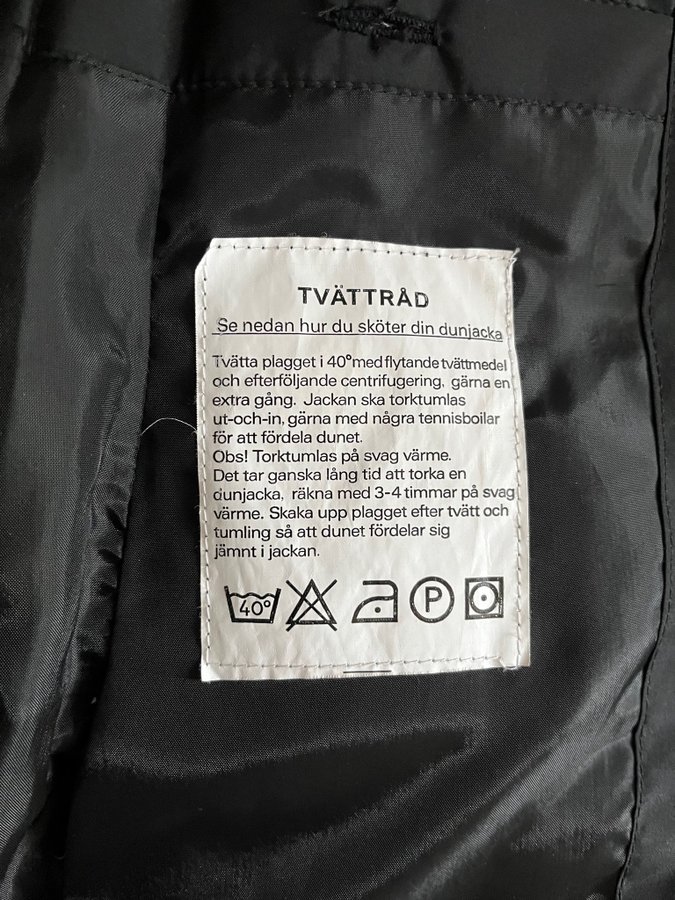 TVÄTTRÅD
Se nedan hur du sköter din dunjacka
Tvätta plagget i 40° med flytande tvättmedel
och efterföljande centrifugering, gärna en
extra gång. Jackan ska torktumlas
ut-och-in, gärna med några tennisboilar
för att fördela dunet.
Obs! Torktumlas på svag värme.
Det tar ganska lång tid att torka en
dunjacka, räkna med 3-4 timmar på svag
värme. Skaka upp plagget efter tvätt och
tumling så att dunet fördelar sig
jämnt i jackan.
40° P